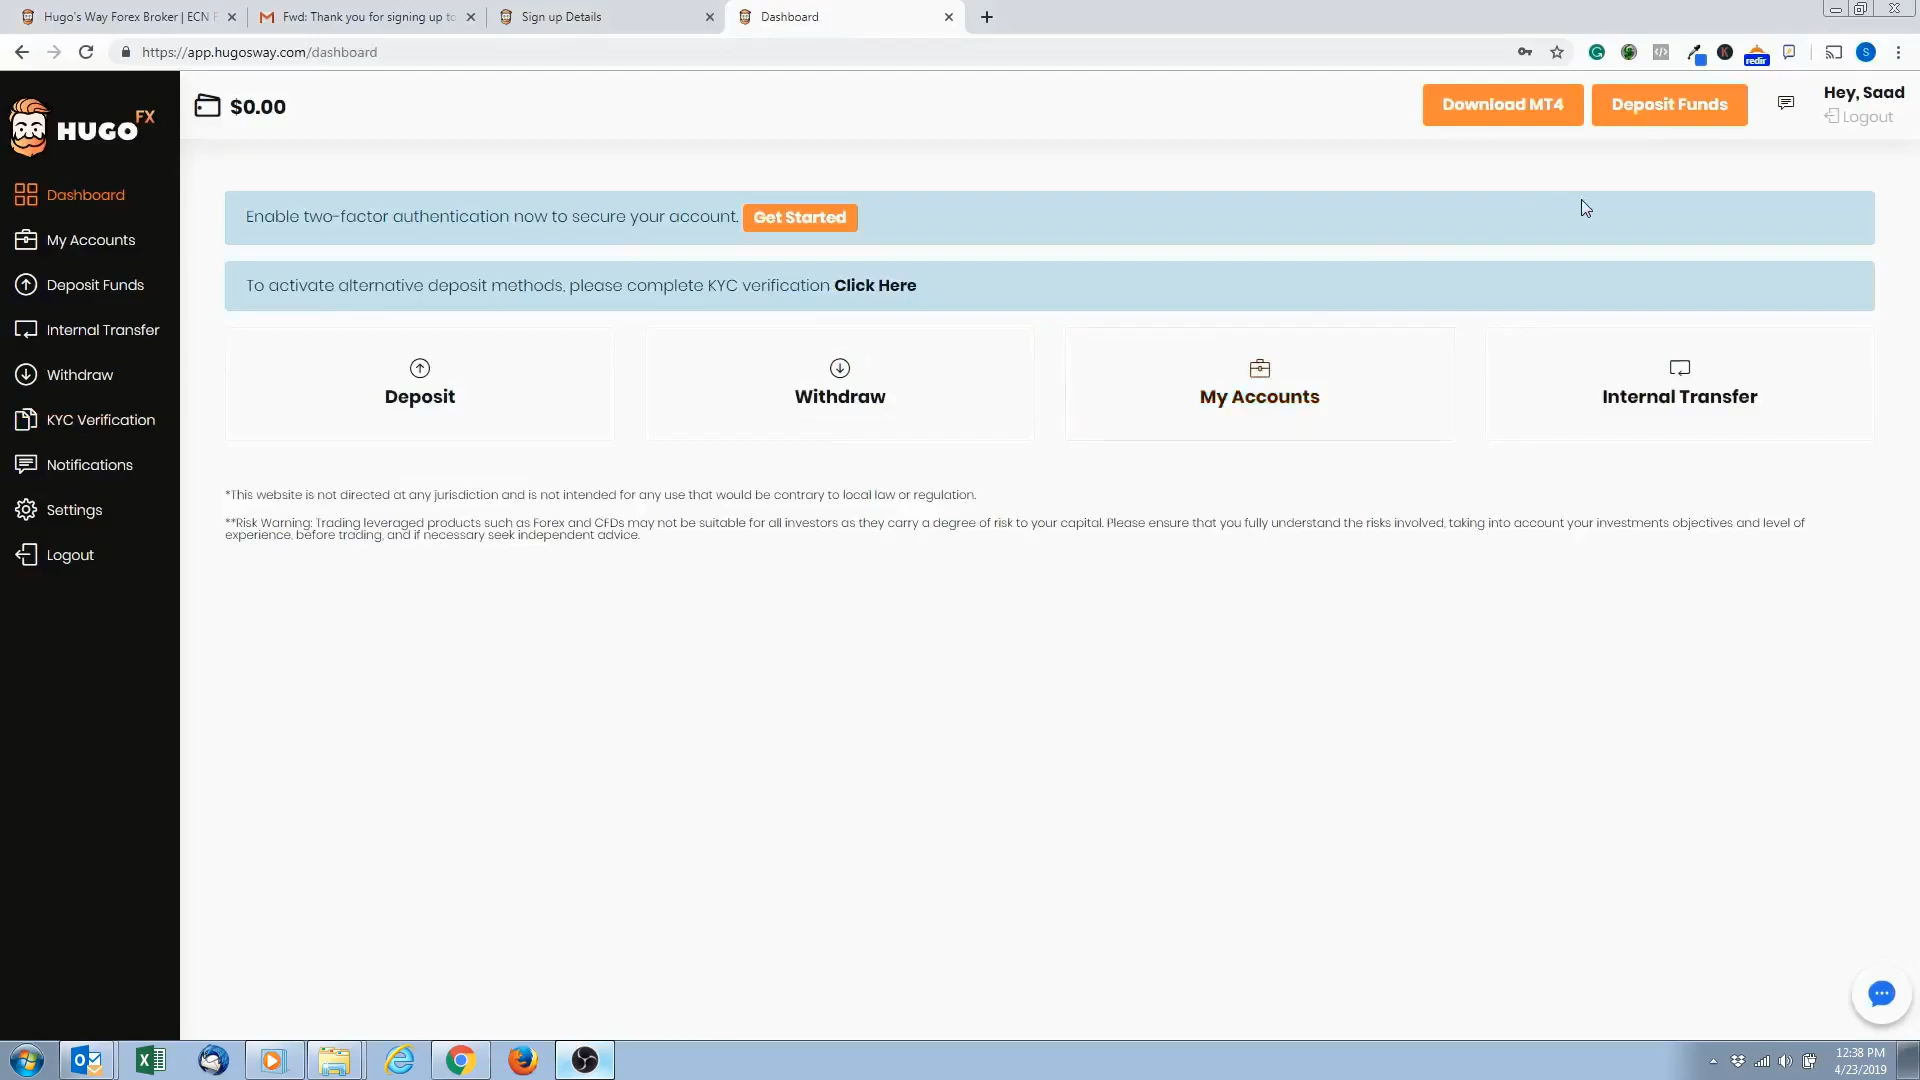 Hugo's Way Forex Broker | ECN F
Fwd: Thank you for signing up to
Sign up Details
Dashboard
https://app.hugosway.com/dashboard
redir
S
HUGO FX
$0.00
Download MT4
Deposit Funds
Hey, Saad
Logout
Dashboard
My Accounts
Deposit Funds
Internal Transfer
Withdraw
KYC Verification
Notifications
Settings
Logout
Enable two-factor authentication now to secure your account. Get Started
To activate alternative deposit methods, please complete KYC verification Click Here
Deposit
Withdraw
My Accounts
Internal Transfer
*This website is not directed at any jurisdiction and is not intended for any use that would be contrary to local law or regulation.
**Risk Warning: Trading leveraged products such as Forex and CFDs may not be suitable for all investors as they carry a degree of risk to your capital. Please ensure that you fully understand the risks involved, taking into account your investments objectives and level of
experience, before trading, and if necessary seek independent advice.
12:38 PM
4/23/2019